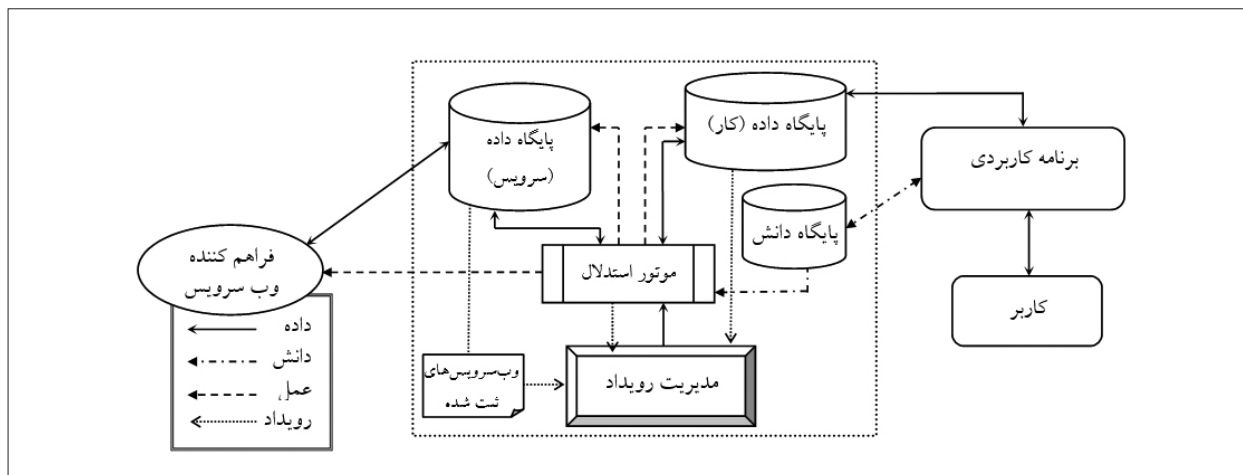 پایگاه داده (کار)
پایگاه داده
(سرویس)
برنامه کاربردی
پایگاه دانش
فراهم کننده
وب سرویس
موتور استدلال
کاربر
داده
دانش
عمل
رویداد
وب‌سرویس‌های
ثبت شده
مدیریت رویداد